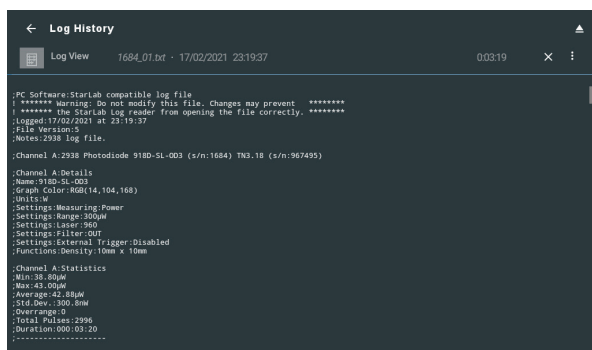 Log History
Log View 1684_01.txt · 17/02/2021 23:19:37 0:03:19
;PC Software:StarLab compatible log file
! ******* Warning: Do not modify this file. Changes may prevent ********
! ******* the StarLab Log reader from opening the file correctly. ********
;Logged:17/02/2021 at 23:19:37
;File Version:5
;Notes:2938 log file.
;Channel A:2938 Photodiode 918D-SL-OD3 (s/n:1684) TN3.18 (s/n:967495)
;Channel A:Details
;Name:918D-SL-OD3
;Graph Color:RGB(14,104,168)
;Units:W
;Settings:Measuring:Power
;Settings:Range:300µW
;Settings:Laser:960
;Settings:Filter:OUT
;Settings:External Trigger:Disabled
;Functions:Density:10mm x 10mm
;Channel A:Statistics
;Min:38.80µW
;Max:43.00µW
;Average:42.88µW
;Std.Dev.:300.8nW
;Overrange:0
;Total Pulses:2996
;Duration:000:03:20
;--------------------